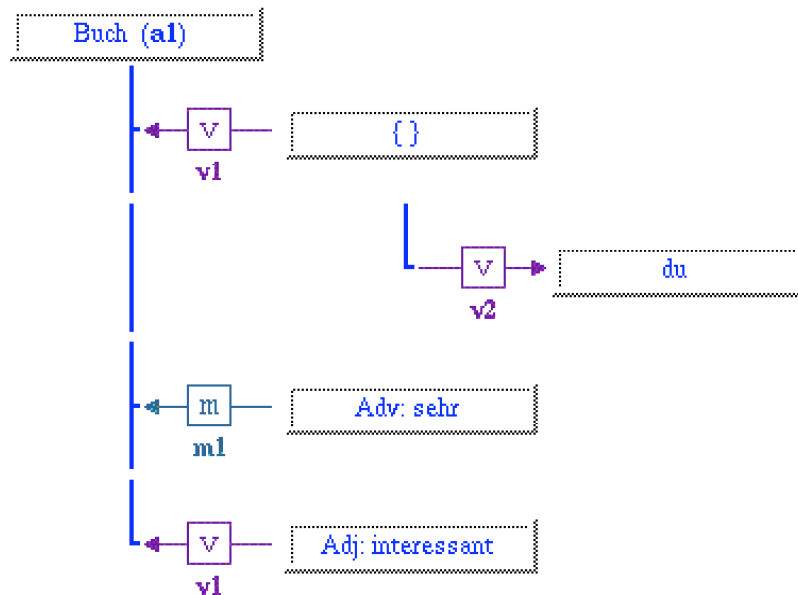 Buch (a1)
v { }
v1
v du
v2
m Adv: sehr
m1
v Adj: interessant
v1